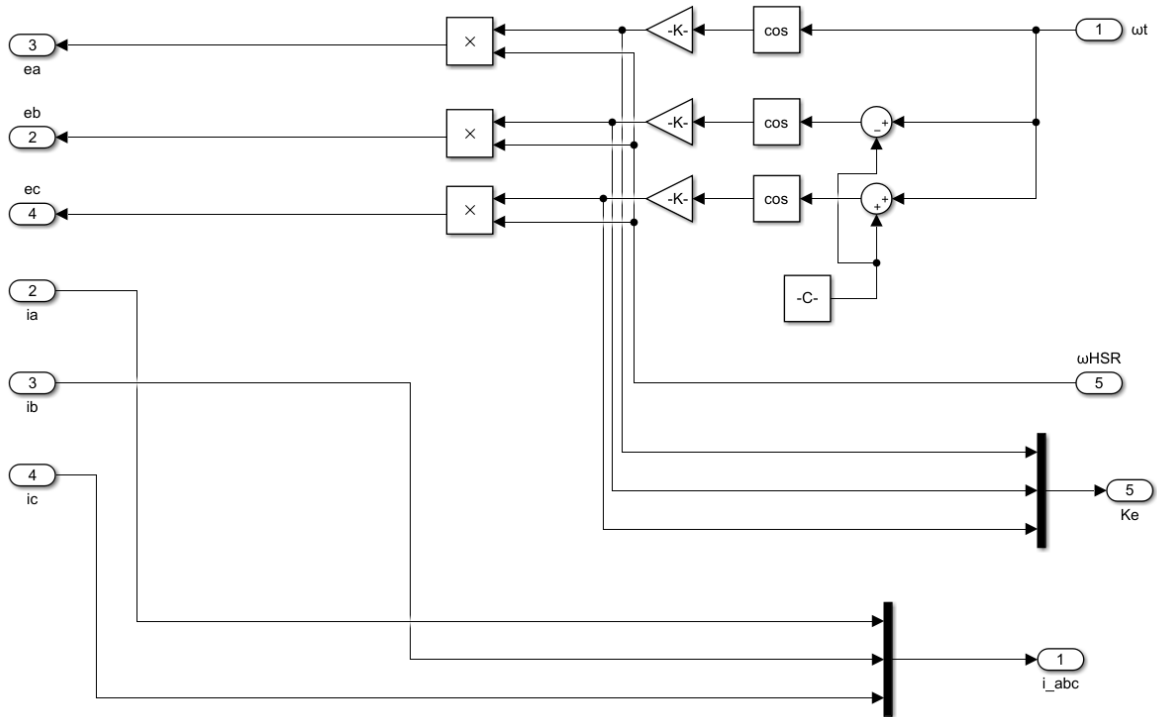 3
ea
×
-K-
cos
1
ωt
eb
2
×
-K-
cos
−
+
ec
4
×
-K-
cos
+
+
2
ia
-C-
ωHSR
5
3
ib
4
ic
5
Ke
1
i_abc